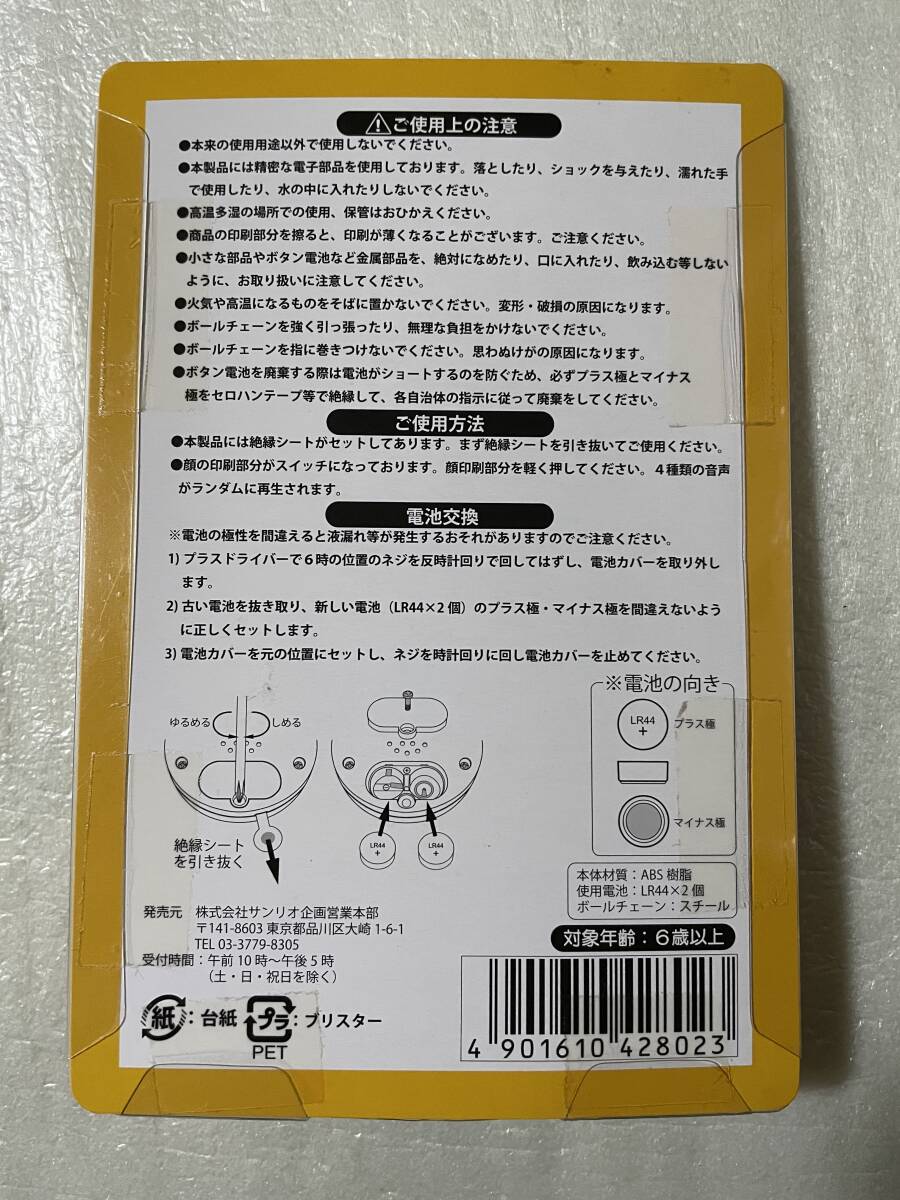 ⚠ご使用上の注意
●本来の使用用途以外で使用しないでください。
●本製品には精密な電子部品を使用しております。落としたり、ショックを与えたり、濡れた手
で使用したり、水の中に入れたりしないでください。
●高温多湿の場所での使用、保管はおひかえください。
●商品の印刷部分を擦ると、印刷が薄くなることがございます。ご注意ください。
●小さな部品やボタン電池など金属部品を、絶対になめたり、口に入れたり、飲み込む等しない
ように、お取り扱いに注意してください。
●火気や高温になるものをそばに置かないでください。変形・破損の原因になります。
●ボールチェーンを強く引っ張ったり、無理な負担をかけないでください。
●ボールチェーンを指に巻きつけないでください。思わぬけがの原因になります。
●ボタン電池を廃棄する際は電池がショートするのを防ぐため、必ずプラス極とマイナス
極をセロハンテープ等で絶縁して、各自治体の指示に従って廃棄をしてください。
ご使用方法
●本製品には絶縁シートがセットしてあります。まず絶縁シートを引き抜いてご使用ください。
●顔の印刷部分がスイッチになっております。顔印刷部分を軽く押してください。4種類の音声
がランダムに再生されます。
電池交換
※電池の極性を間違えると液漏れ等が発生するおそれがありますのでご注意ください。
1) プラスドライバーで6時の位置のネジを反時計回りで回してはずし、電池カバーを取り外し
ます。
2) 古い電池を抜き取り、新しい電池（LR44×2個）のプラス極・マイナス極を間違えないよう
に正しくセットします。
3) 電池カバーを元の位置にセットし、ネジを時計回りに回し電池カバーを止めてください。
ゆるめる しめる
絶縁シート
を引き抜く
LR44
+
LR44
+
※電池の向き
LR44
+
プラス極
マイナス極
本体材質：ABS樹脂
使用電池：LR44×2個
ボールチェーン：スチール
対象年齢：6歳以上
発売元 株式会社サンリオ企画営業本部
〒141-8603 東京都品川区大崎 1-6-1
TEL 03-3779-8305
受付時間：午前10時～午後5時
（土・日・祝日を除く）
紙：台紙 プラ：ブリスター
PET
4 901610 428023